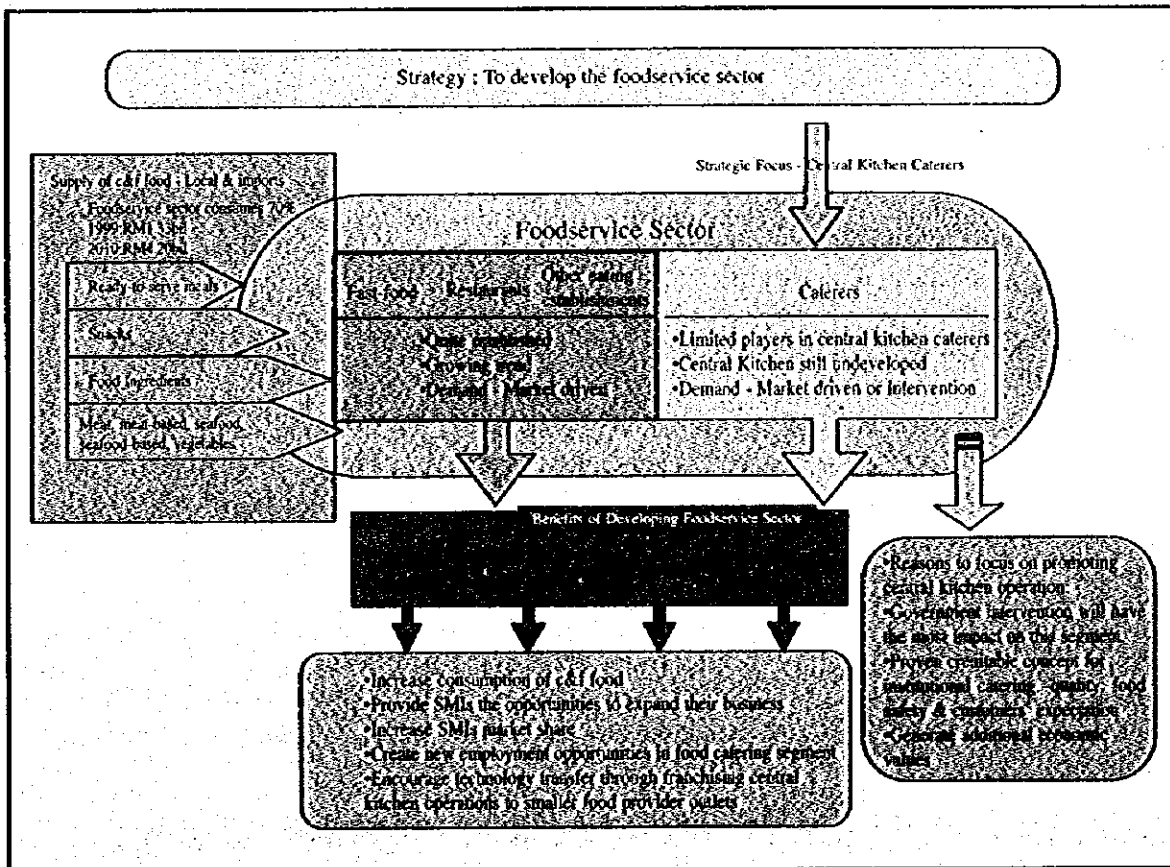 Strategy : To develop the foodservice sector
Strategic Focus - Central Kitchen Caterers
Supply of c&f food - Local & imports
Foodservice sector consumes 70%
1999 RM1.33bil
2010 RM4.20bil
Ready to serve meals
Snacks
Food Ingredients
Meat, meat-based, seafood,
seafood-based, vegetables
Foodservice Sector
Fast food
Restaurants
Other eating
establishments
•Quite established
•Growing trend
•Demand - Market driven
Caterers
•Limited players in central kitchen caterers
•Central Kitchen still undeveloped
•Demand - Market driven or Intervention
Benefits of Developing Foodservice Sector
•Increase consumption of c&f food
•Provide SMIs the opportunities to expand their business
•Increase SMIs market share
•Create new employment opportunities in food catering segment
•Encourage technology transfer through franchising central
kitchen operations to smaller food provider outlets
•Reasons to focus on promoting
central kitchen operation
•Government intervention will have
the most impact on this segment
•Proven creditable concept for
institutional catering quality, food
safety & customers' expectation
•Generate additional economic
values